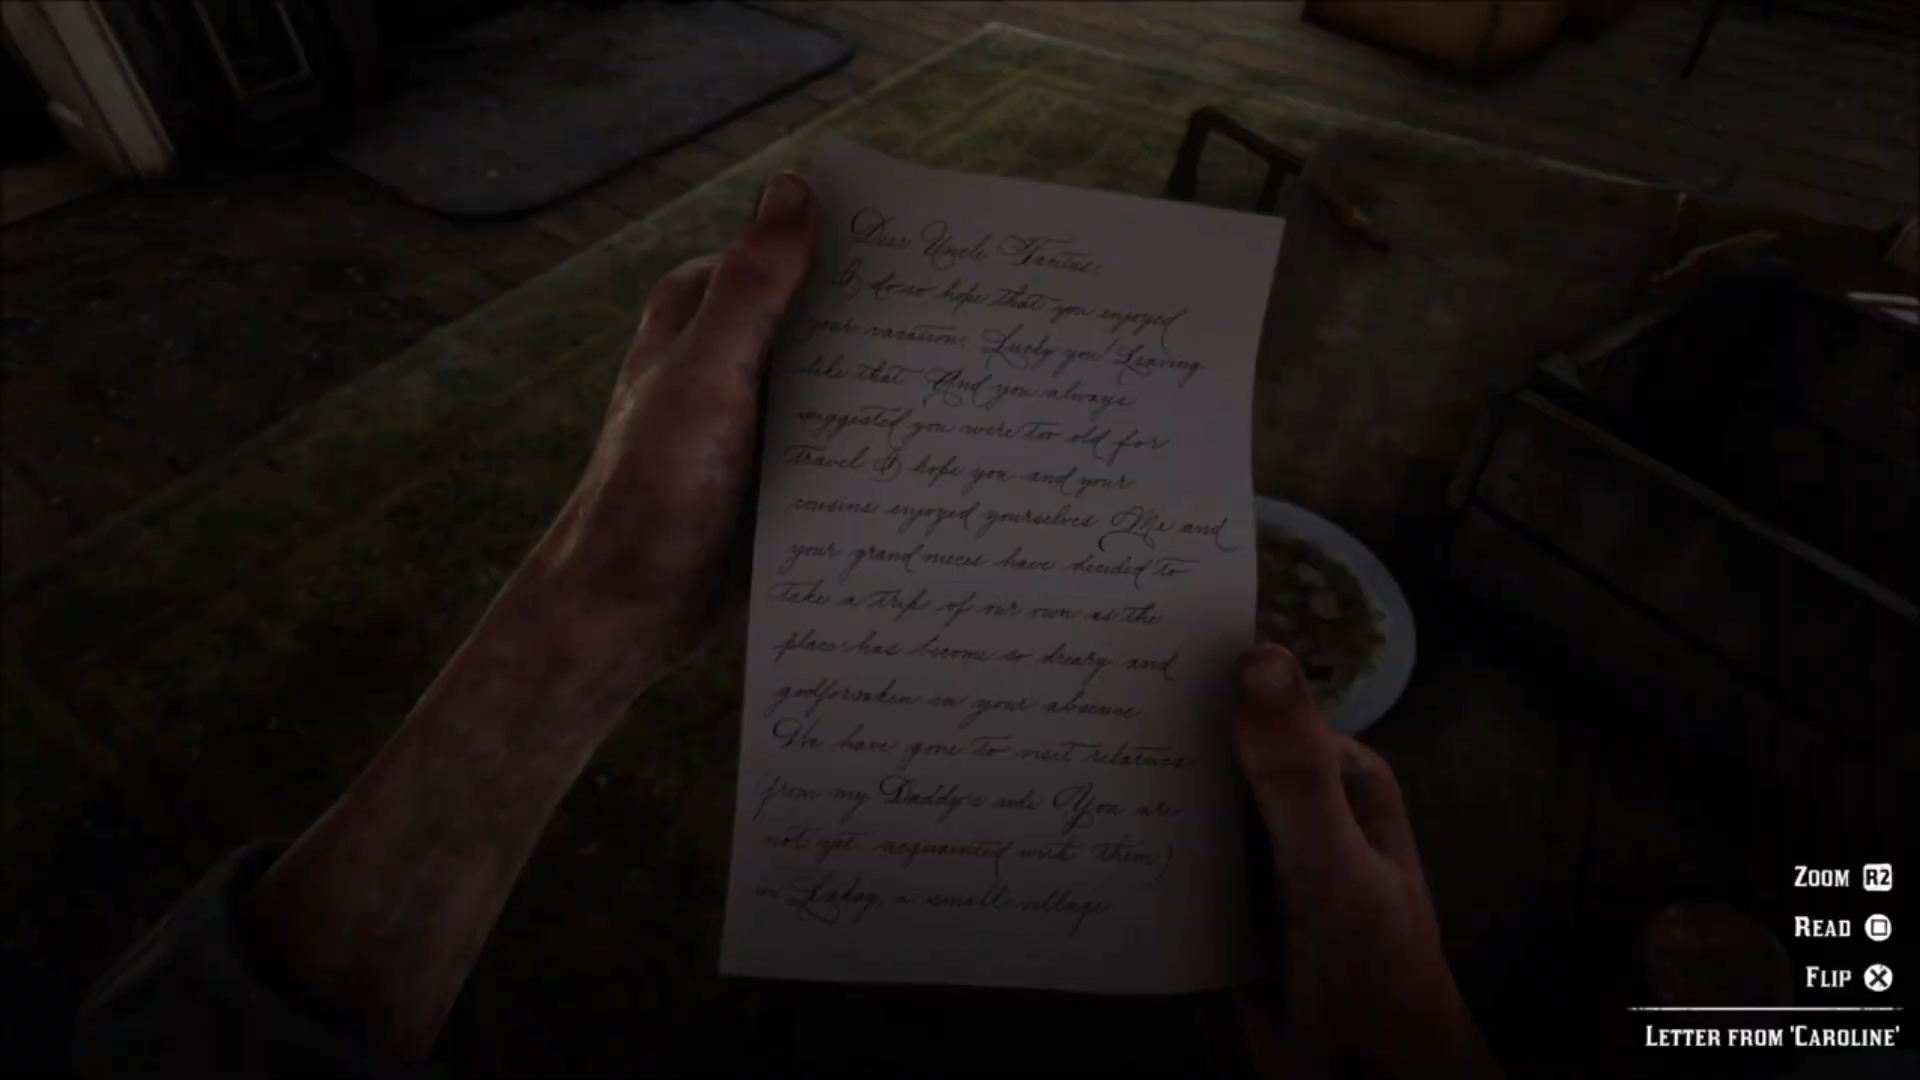 Dear Uncle Tacitus,
I do so hope that you enjoyed
your vacation. Lucky you! Leaving
like that. And you always
suggested you were too old for
travel. I hope you and your
cousins enjoyed yourselves. Me and
your grand nieces have decided to
take a trip of our own as the
place has become so dreary and
godforsaken in your absence.
We have gone to visit relatives
(from my Daddy's side. You are
not yet acquainted with them)
in Lakay, a small village
ZOOM R2
READ
FLIP
LETTER FROM 'CAROLINE'